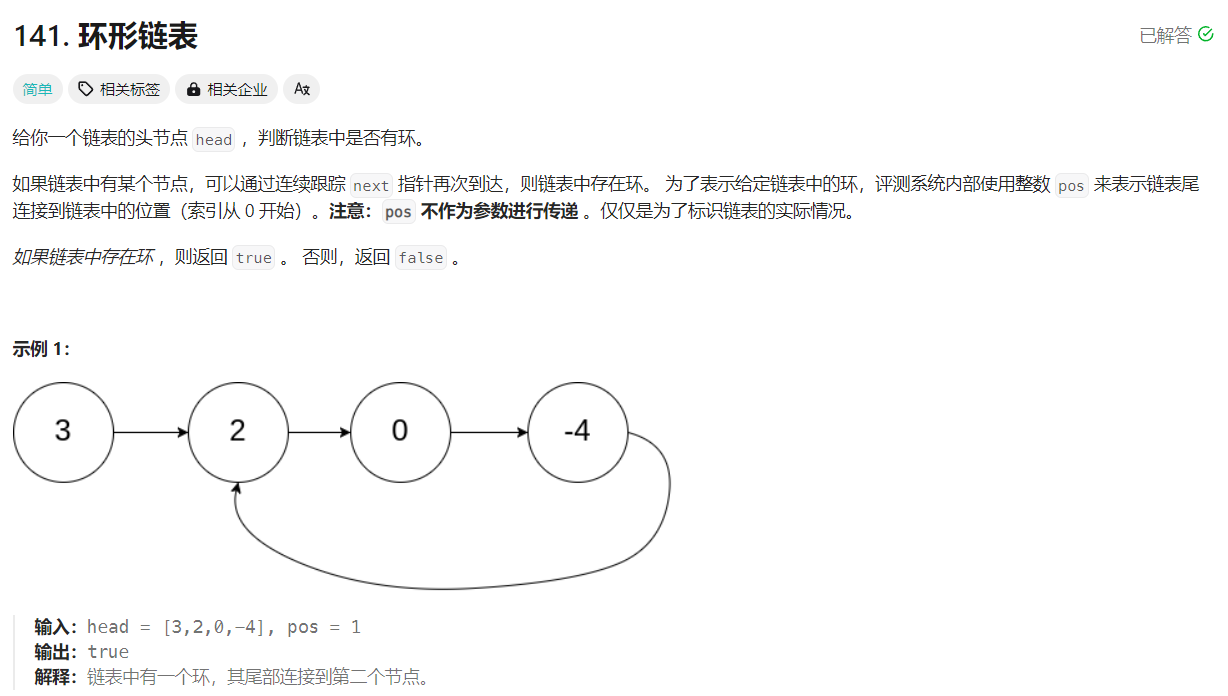 141. 环形链表
已解答
简单 相关标签 相关企业
给你一个链表的头节点 head ，判断链表中是否有环。
如果链表中有某个节点，可以通过连续跟踪 next 指针再次到达，则链表中存在环。 为了表示给定链表中的环，评测系统内部使用整数 pos 来表示链表尾
连接到链表中的位置（索引从 0 开始）。注意：pos 不作为参数进行传递 。仅仅是为了标识链表的实际情况。
如果链表中存在环 ，则返回 true 。 否则，返回 false 。
示例 1：
3 2 0 -4
输入：head = [3,2,0,-4], pos = 1
输出：true
解释：链表中有一个环，其尾部连接到第二个节点。